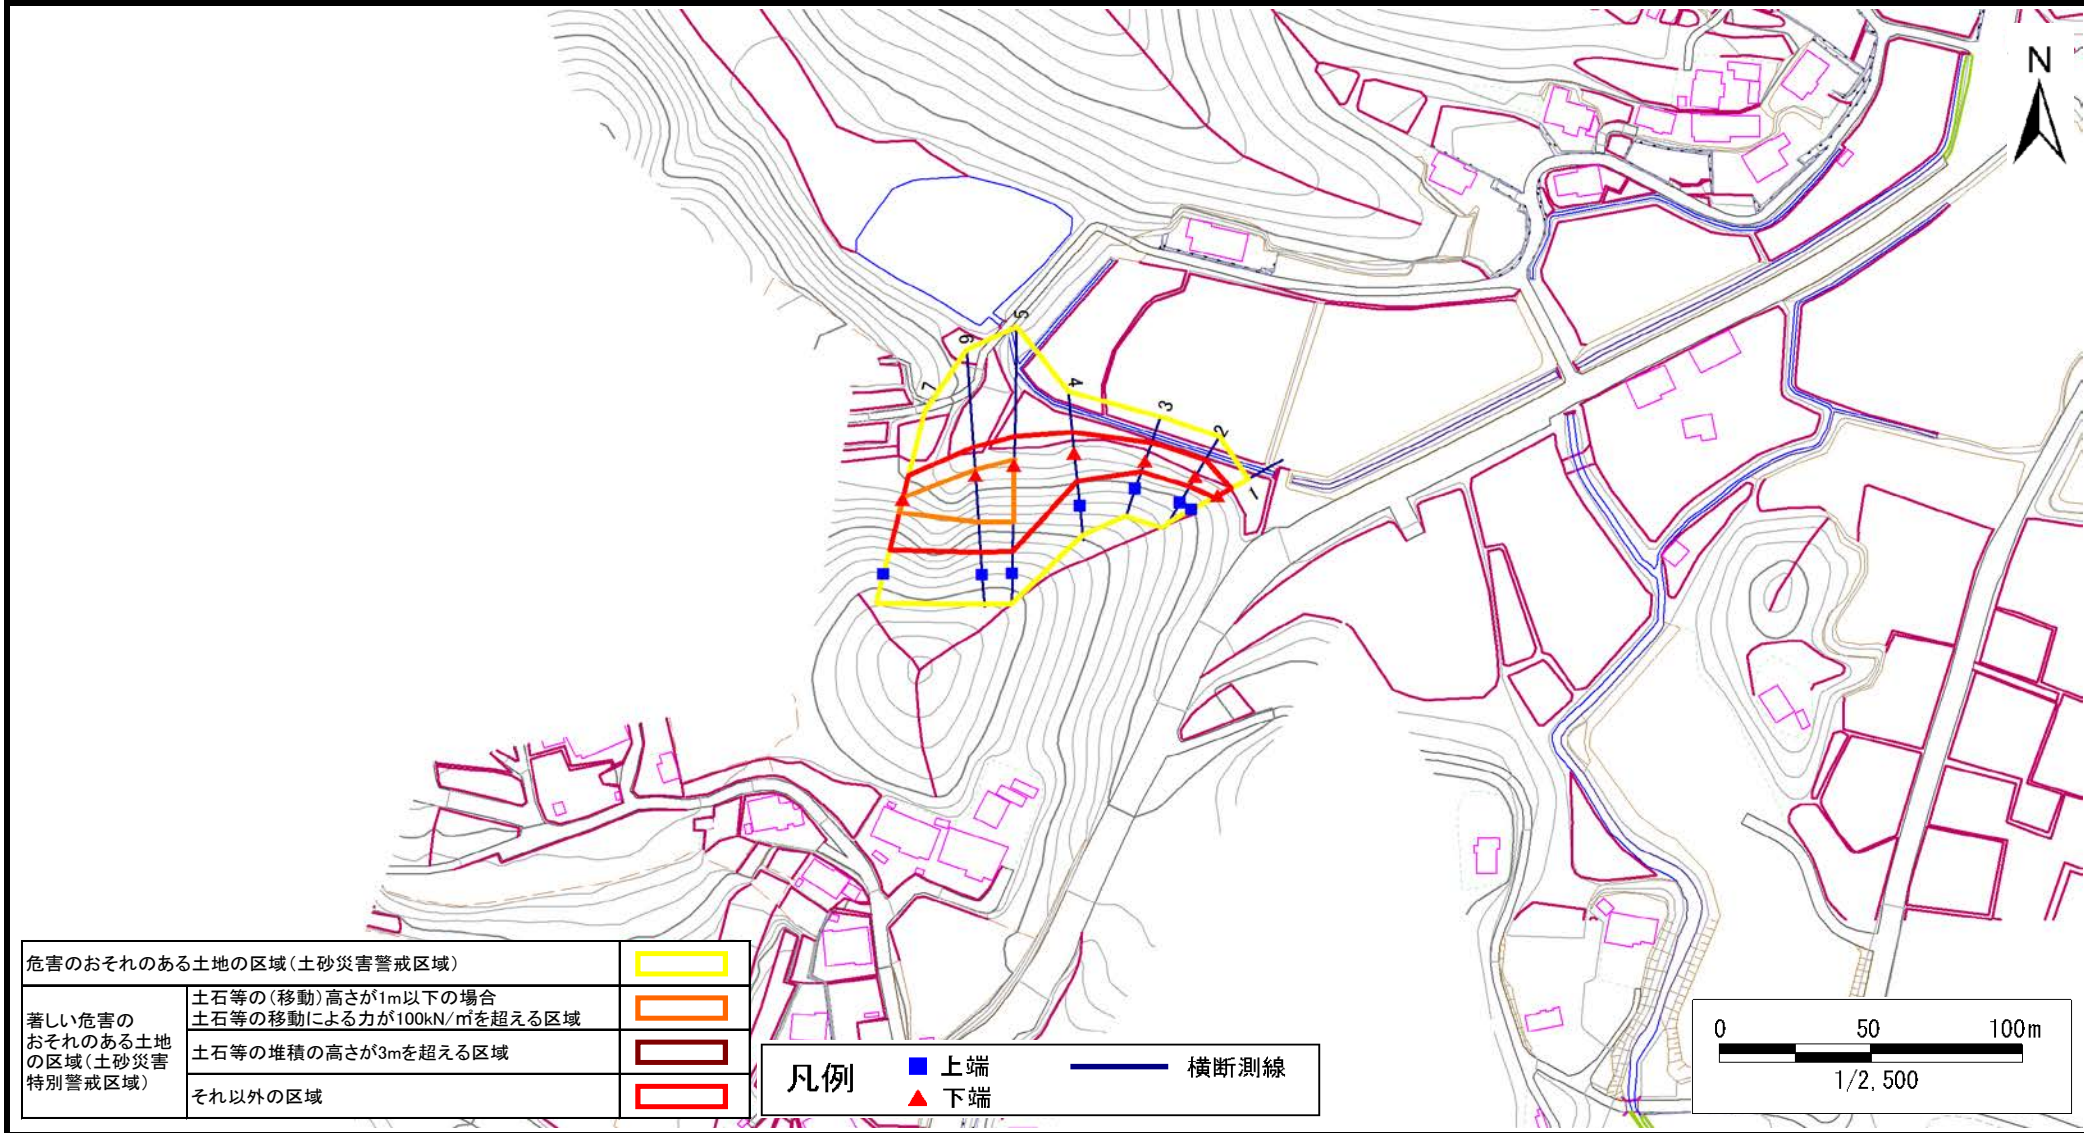 N
5
6
7
4
3
2
1
危害のおそれのある土地の区域(土砂災害警戒区域)
著しい危害の
おそれのある土地
の区域(土砂災害
特別警戒区域)
土石等の(移動)高さが1m以下の場合
土石等の移動による力が100kN/㎡を超える区域
土石等の堆積の高さが3mを超える区域
それ以外の区域
凡例
上端
下端
横断測線
0 50 100m
1/2,500